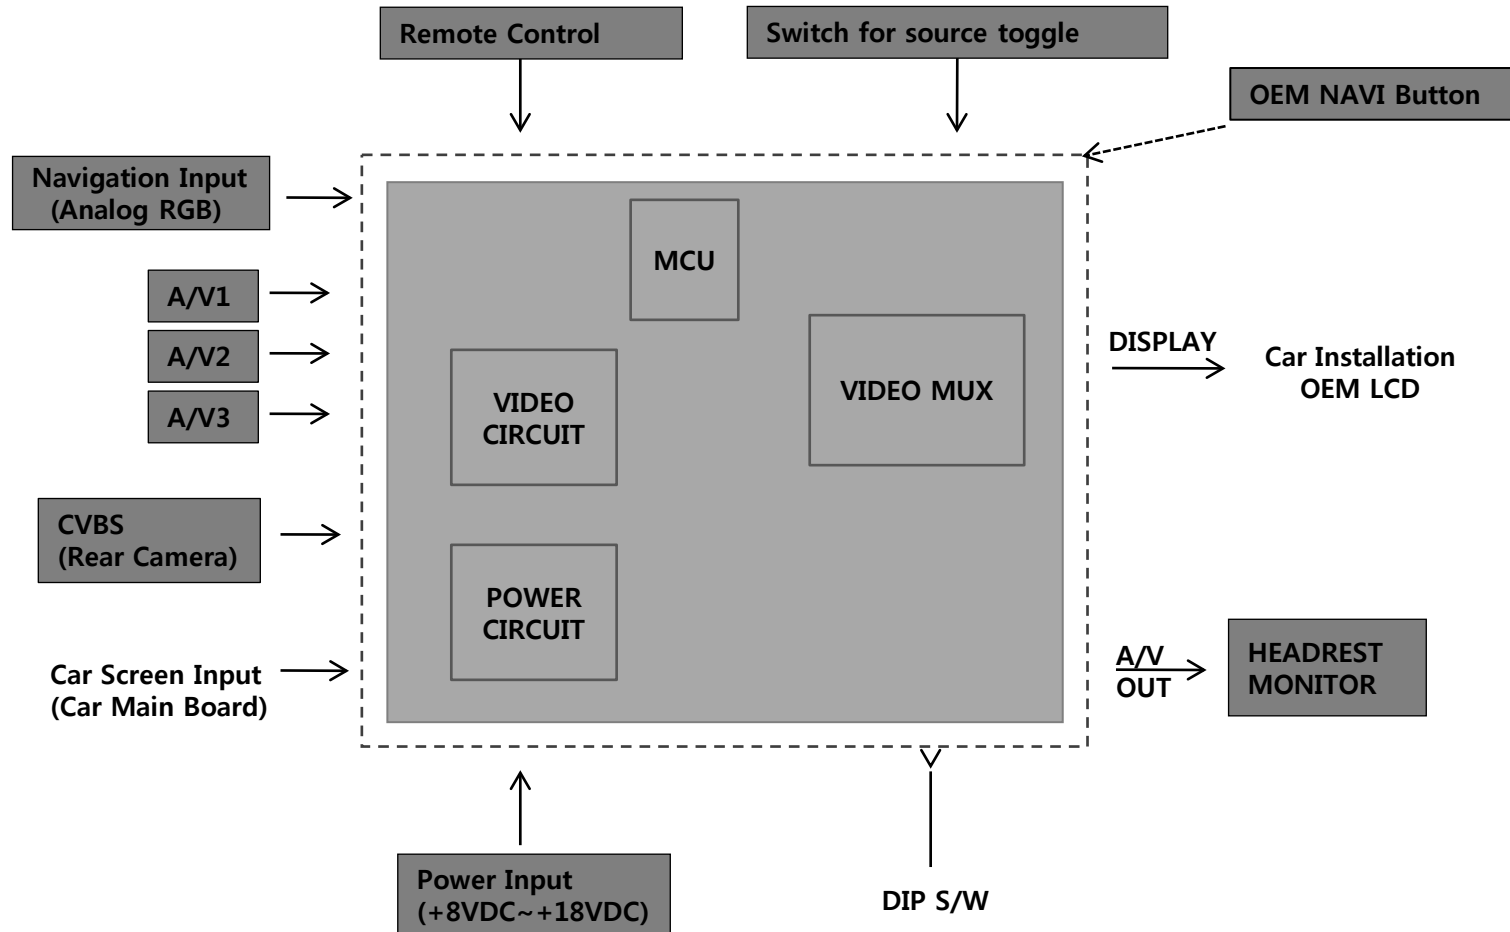 Remote Control
Switch for source toggle
OEM NAVI Button
Navigation Input
(Analog RGB)
MCU
A/V1
A/V2
A/V3
VIDEO
CIRCUIT
VIDEO MUX
DISPLAY
Car Installation
OEM LCD
CVBS
(Rear Camera)
POWER
CIRCUIT
Car Screen Input
(Car Main Board)
A/V
OUT
HEADREST
MONITOR
Power Input
(+8VDC~+18VDC)
DIP S/W